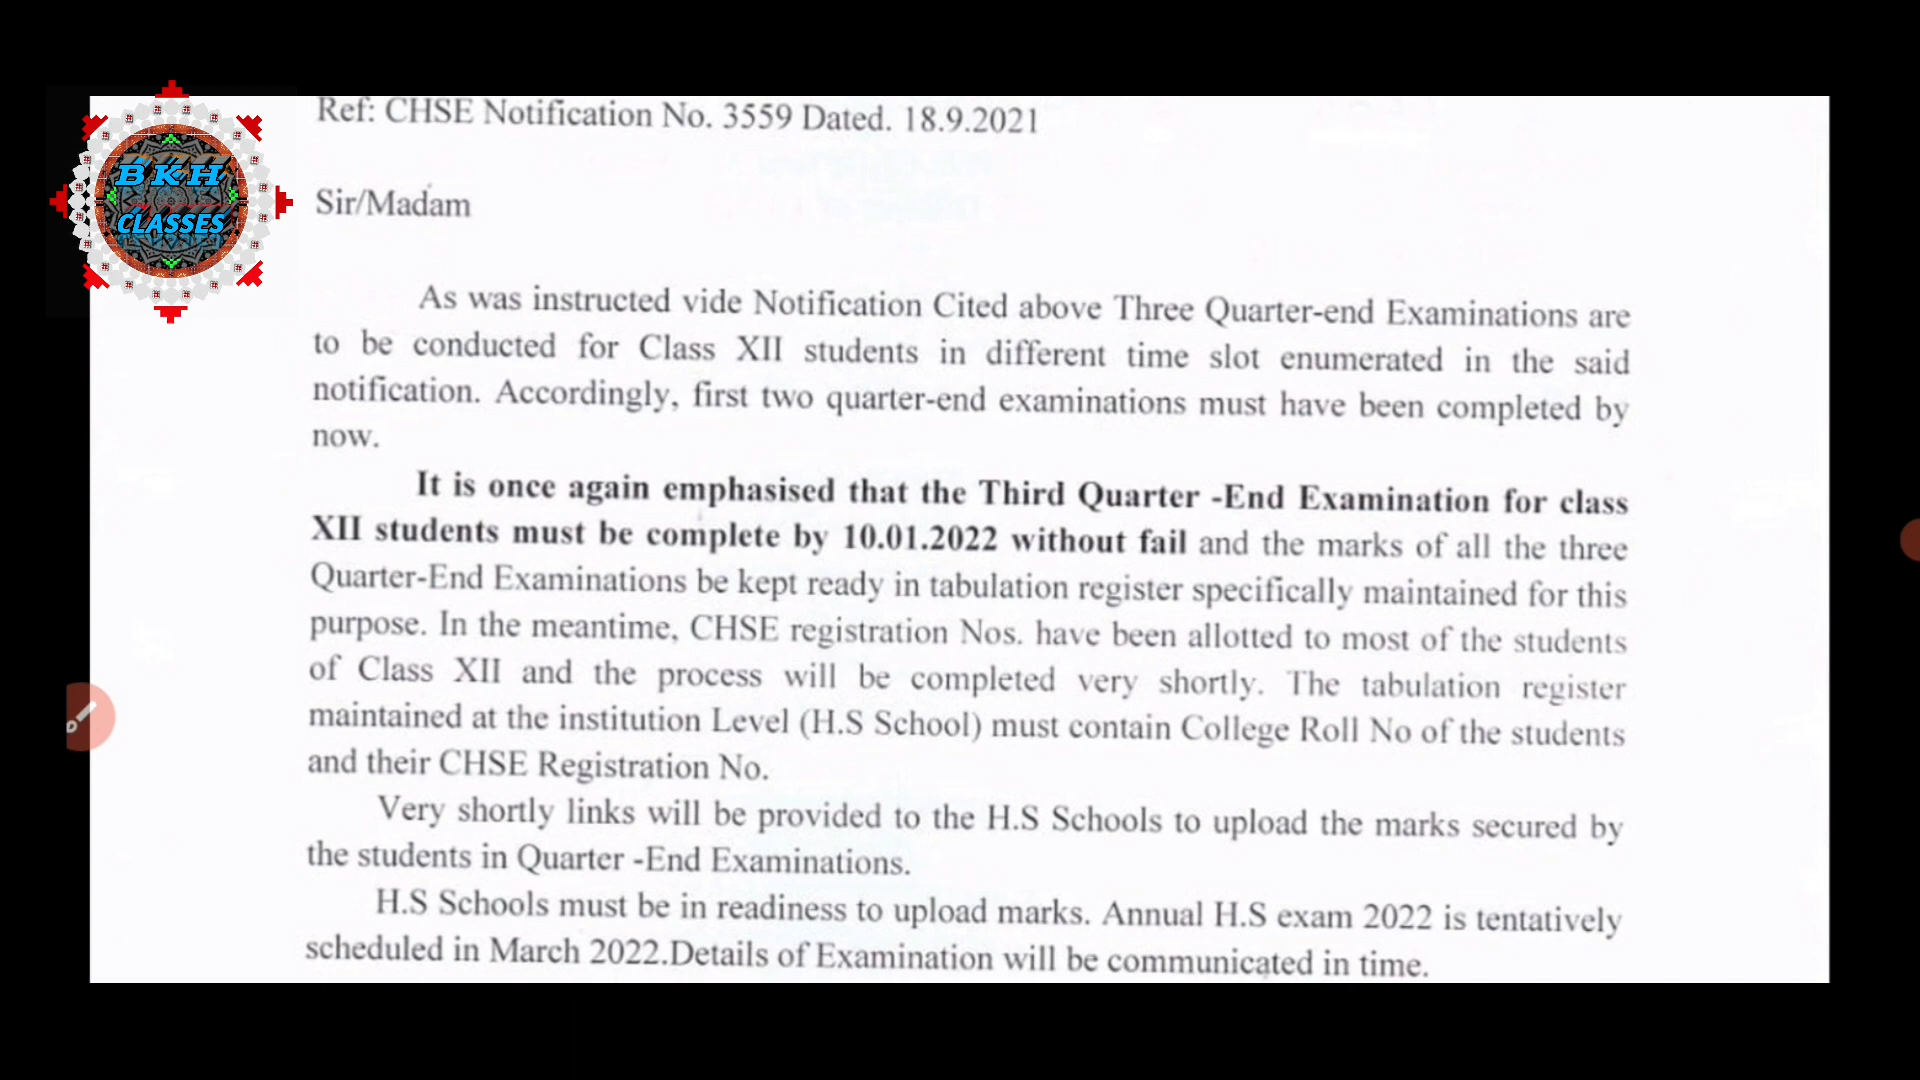 BKH
CLASSES
Ref: CHSE Notification No. 3559 Dated. 18.9.2021
Sir/Madam
As was instructed vide Notification Cited above Three Quarter-end Examinations are
to be conducted for Class XII students in different time slot enumerated in the said
notification. Accordingly, first two quarter-end examinations must have been completed by
now.
It is once again emphasised that the Third Quarter -End Examination for class
XII students must be complete by 10.01.2022 without fail and the marks of all the three
Quarter-End Examinations be kept ready in tabulation register specifically maintained for this
purpose. In the meantime, CHSE registration Nos. have been allotted to most of the students
of Class XII and the process will be completed very shortly. The tabulation register
maintained at the institution Level (H.S School) must contain College Roll No of the students
and their CHSE Registration No.
Very shortly links will be provided to the H.S Schools to upload the marks secured by
the students in Quarter -End Examinations.
H.S Schools must be in readiness to upload marks. Annual H.S exam 2022 is tentatively
scheduled in March 2022.Details of Examination will be communicated in time.